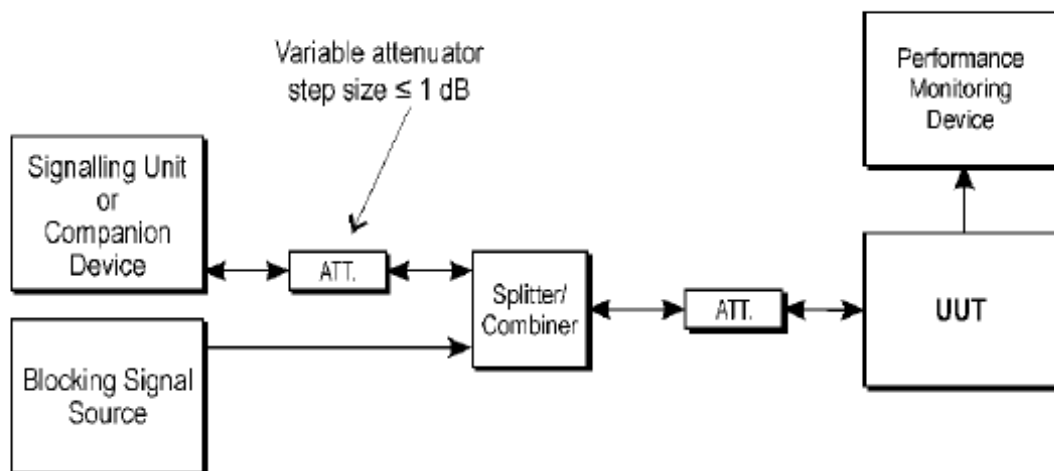 Variable attenuator
step size ≤ 1 dB
Performance
Monitoring
Device
Signalling Unit
or
Companion
Device
ATT.
Splitter/
Combiner
ATT.
UUT
Blocking Signal
Source